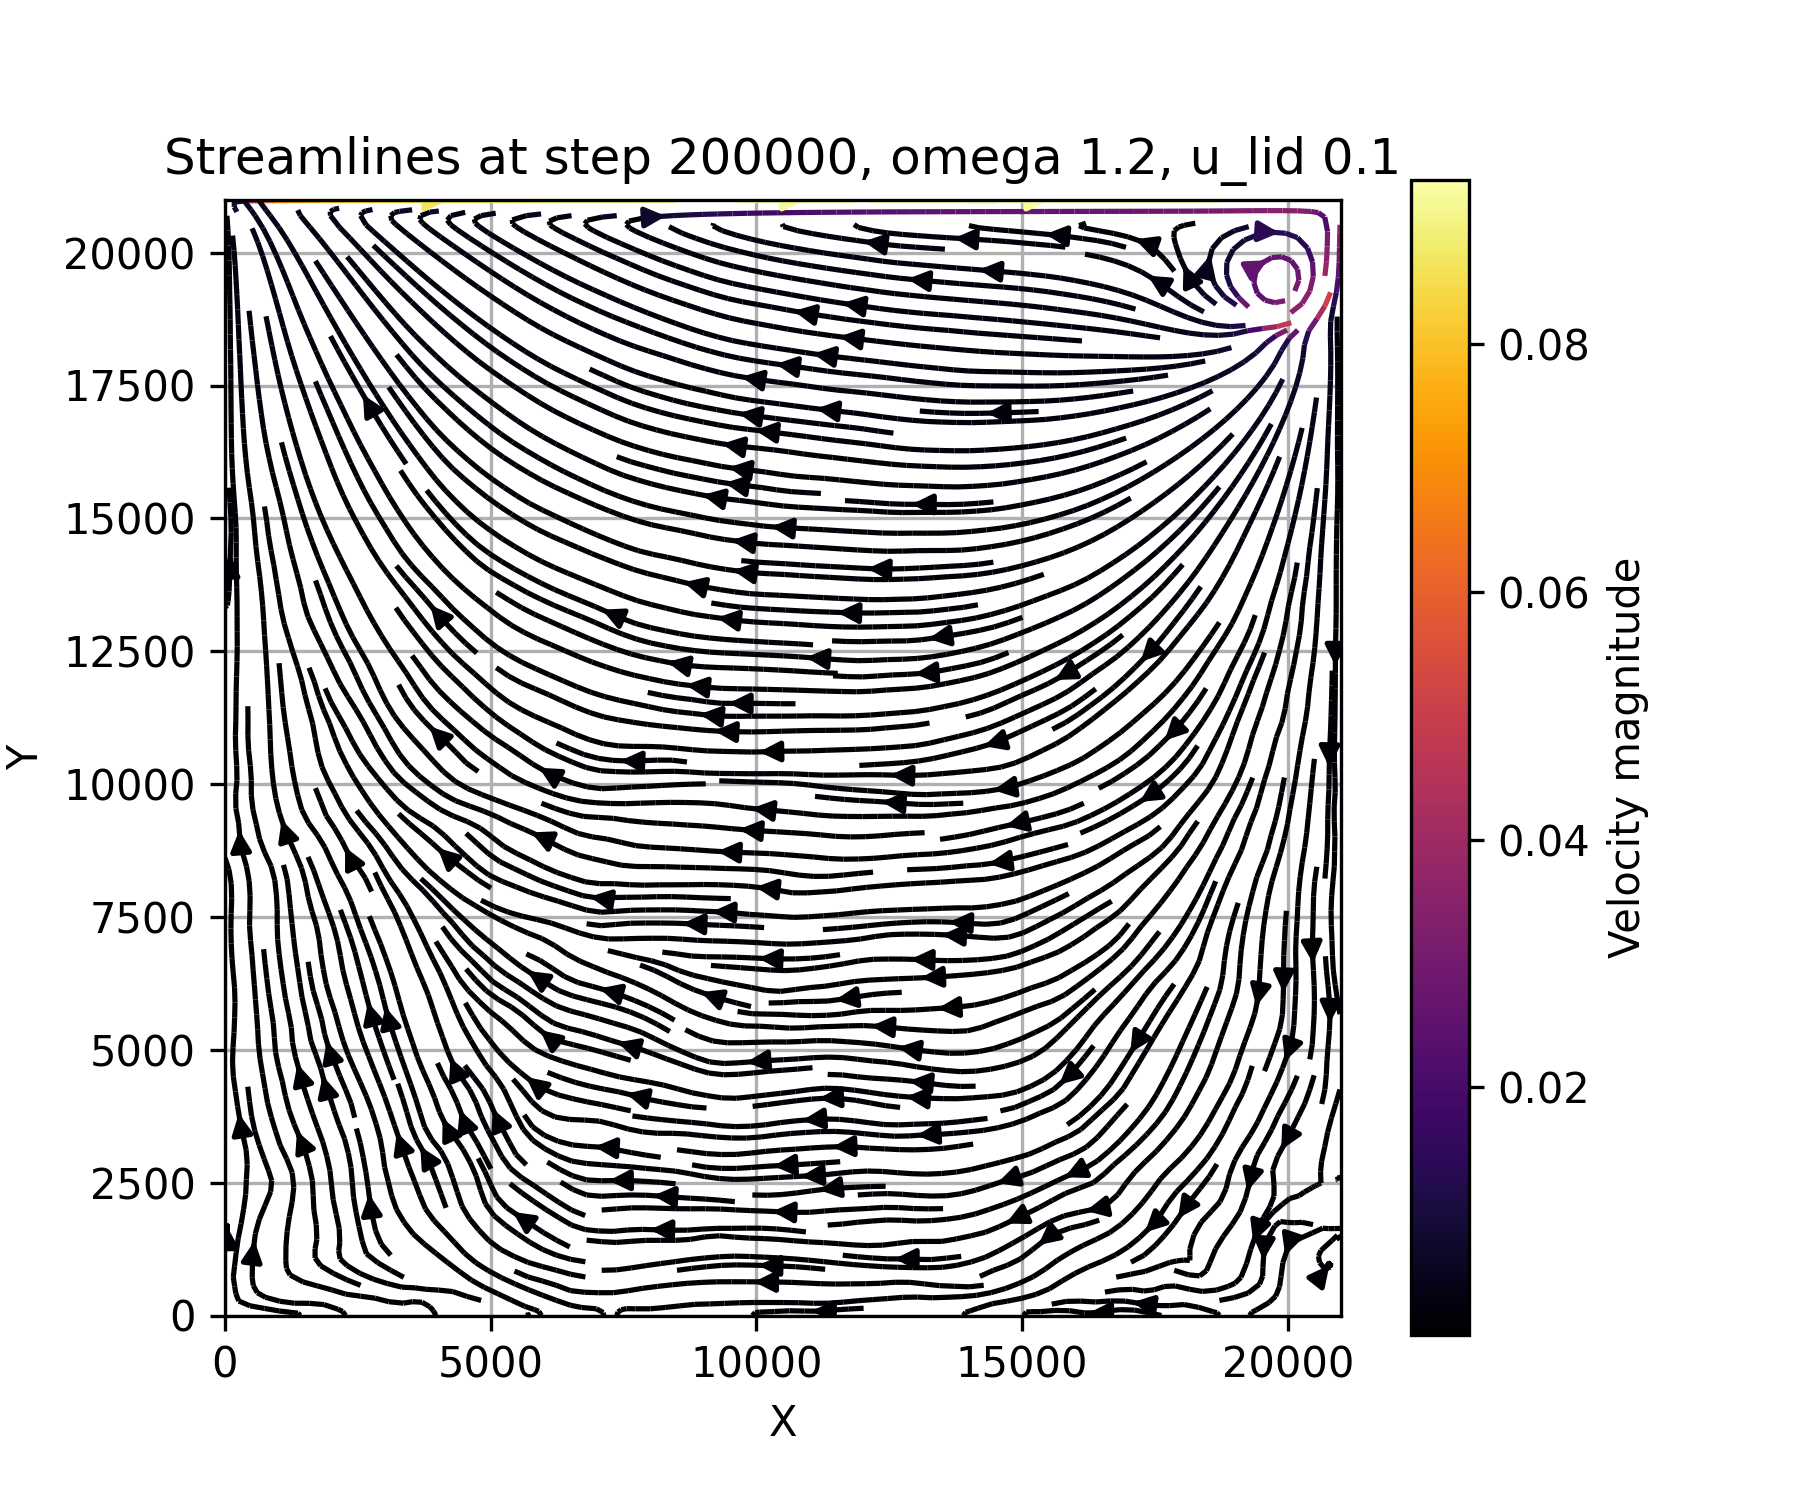 Streamlines at step 200000, omega 1.2, u_lid 0.1
20000
17500
15000
12500
10000
7500
5000
2500
0
Y
0 5000 10000 15000 20000
X
0.08
0.06
0.04
0.02
Velocity magnitude